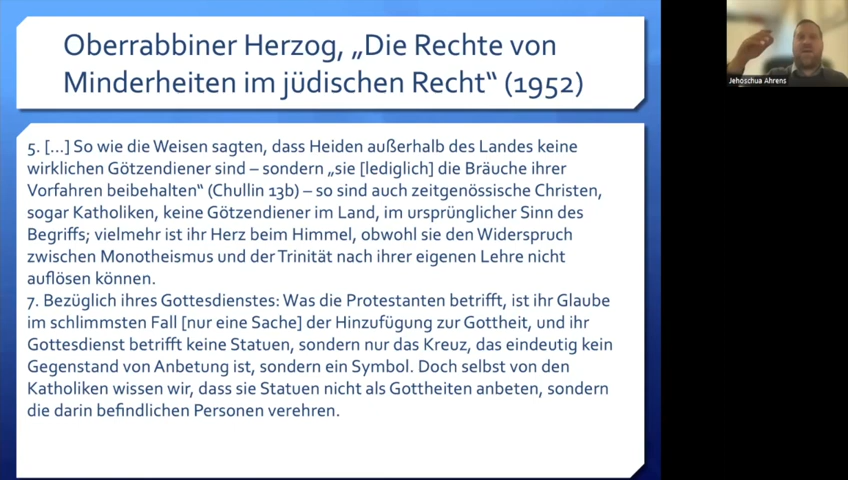 Oberrabbiner Herzog, „Die Rechte von
Minderheiten im jüdischen Recht“ (1952)
5. [...] So wie die Weisen sagten, dass Heiden außerhalb des Landes keine
wirklichen Götzendiener sind – sondern „sie [lediglich] die Bräuche ihrer
Vorfahren beibehalten“ (Chullin 13b) – so sind auch zeitgenössische Christen,
sogar Katholiken, keine Götzendiener im Land, im ursprünglicher Sinn des
Begriffs; vielmehr ist ihr Herz beim Himmel, obwohl sie den Widerspruch
zwischen Monotheismus und der Trinität nach ihrer eigenen Lehre nicht
auflösen können.
7. Bezüglich ihres Gottesdienstes: Was die Protestanten betrifft, ist ihr Glaube
im schlimmsten Fall [nur eine Sache] der Hinzufügung zur Gottheit, und ihr
Gottesdienst betrifft keine Statuen, sondern nur das Kreuz, das eindeutig kein
Gegenstand von Anbetung ist, sondern ein Symbol. Doch selbst von den
Katholiken wissen wir, dass sie Statuen nicht als Gottheiten anbeten, sondern
die darin befindlichen Personen verehren.
Jehoschua Ahrens